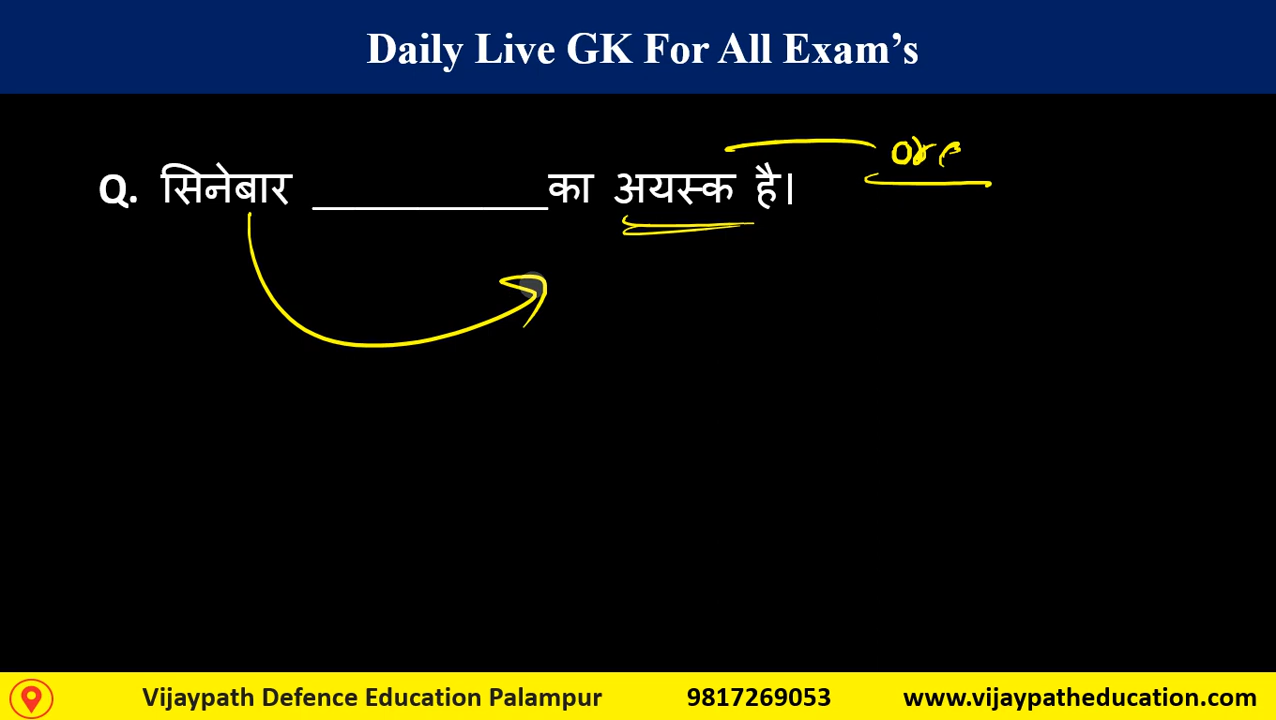 Daily Live GK For All Exam's
ore
Q. सिनेबार __________का अयस्क है।
Vijaypath Defence Education Palampur 9817269053 www.vijaypatheducation.com